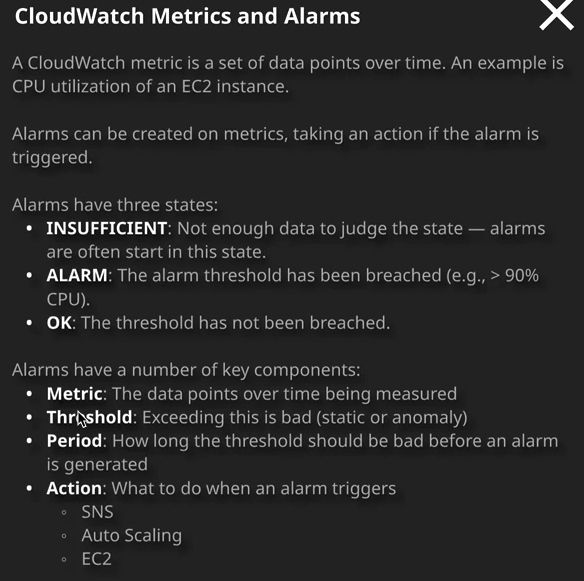 CloudWatch Metrics and Alarms
A CloudWatch metric is a set of data points over time. An example is
CPU utilization of an EC2 instance.
Alarms can be created on metrics, taking an action if the alarm is
triggered.
Alarms have three states:
• INSUFFICIENT: Not enough data to judge the state — alarms
are often start in this state.
• ALARM: The alarm threshold has been breached (e.g., > 90%
CPU).
• OK: The threshold has not been breached.
Alarms have a number of key components:
• Metric: The data points over time being measured
• Threshold: Exceeding this is bad (static or anomaly)
• Period: How long the threshold should be bad before an alarm
is generated
• Action: What to do when an alarm triggers
◦ SNS
◦ Auto Scaling
◦ EC2